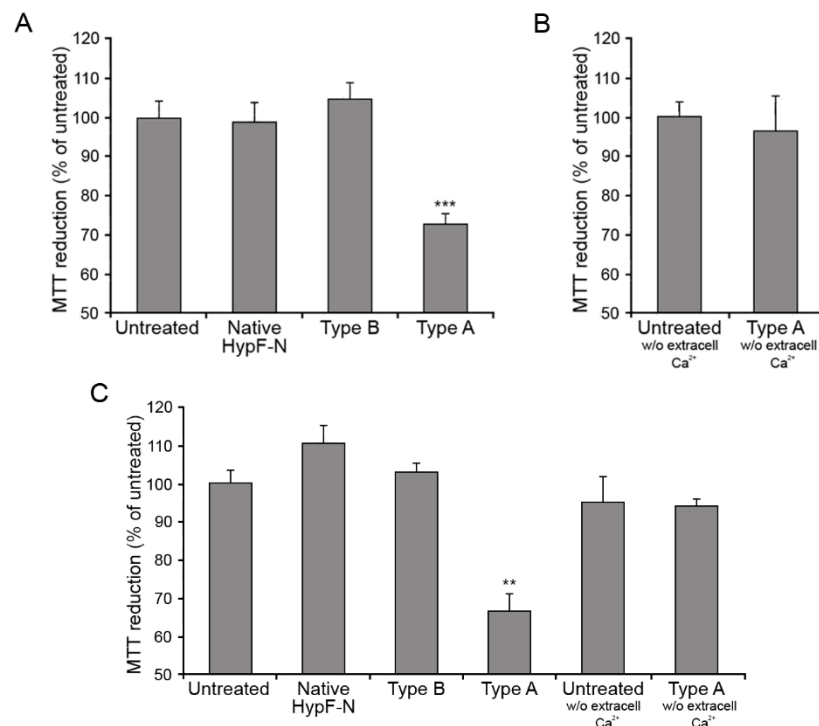 A
MTT reduction (% of untreated)
120
110
100
90
80
70
60
50
***
Untreated
Native
HypF-N
Type B
Type A
B
MTT reduction (% of untreated)
120
110
100
90
80
70
60
50
Untreated
w/o extracell
Ca²⁺
Type A
w/o extracell
Ca²⁺
C
MTT reduction (% of untreated)
120
110
100
90
80
70
60
50
**
Untreated
Native
HypF-N
Type B
Type A
Untreated
w/o extracell
Ca²⁺
Type A
w/o extracell
Ca²⁺